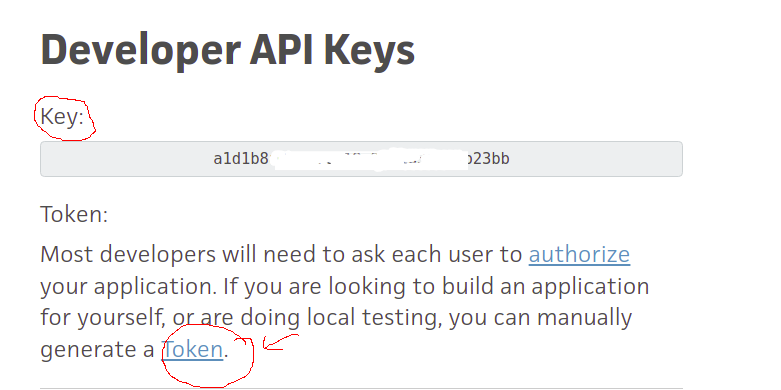 Developer API Keys
Key:
a1d1b8 b23bb
Token:
Most developers will need to ask each user to authorize
your application. If you are looking to build an application
for yourself, or are doing local testing, you can manually
generate a Token.